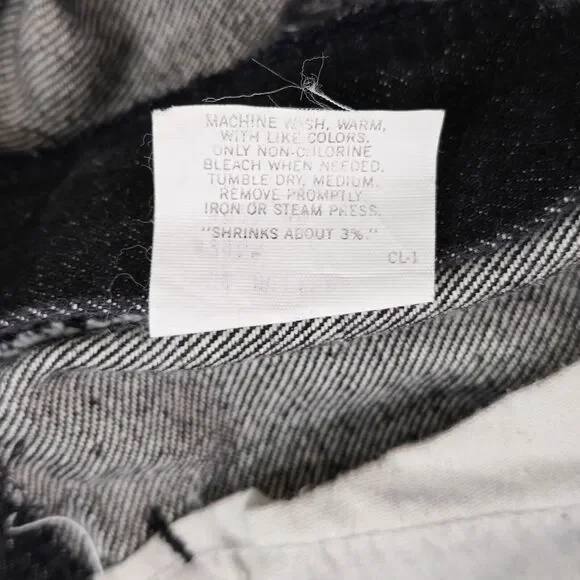 MACHINE WASH, WARM,
WITH LIKE COLORS.
ONLY NON-CHLORINE
BLEACH WHEN NEEDED.
TUMBLE DRY, MEDIUM.
REMOVE PROMPTLY
IRON OR STEAM PRESS.
"SHRINKS ABOUT 3%."
CL-1